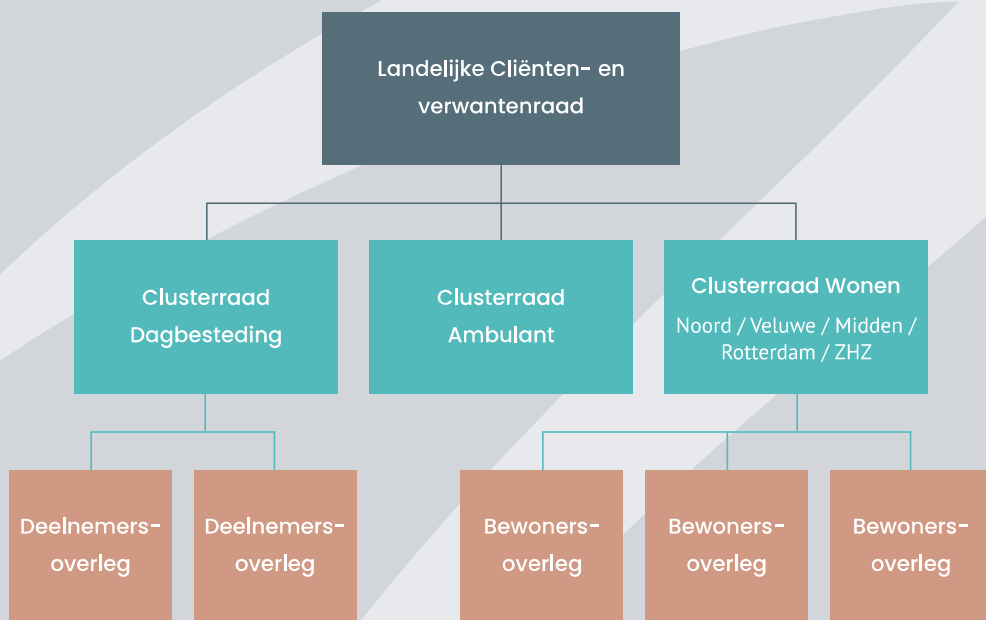 Landelijke Cliënten- en
verwantenraad
Clusterraad
Dagbesteding
Clusterraad
Ambulant
Clusterraad Wonen
Noord / Veluwe / Midden /
Rotterdam / ZHZ
Deelnemers-
overleg
Deelnemers-
overleg
Bewoners-
overleg
Bewoners-
overleg
Bewoners-
overleg